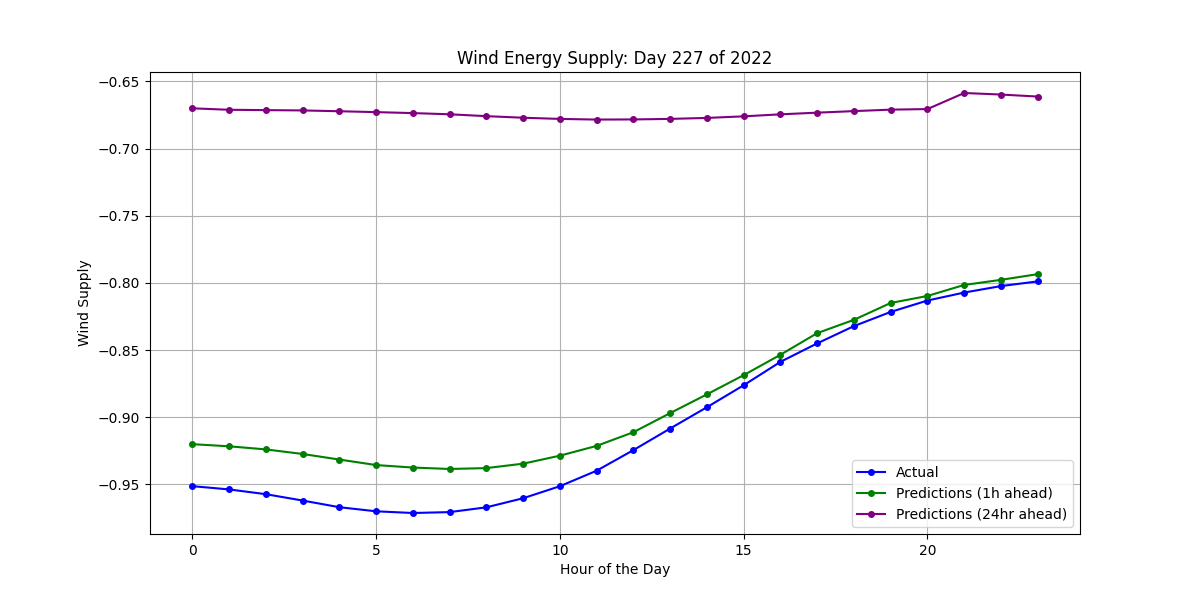 Wind Energy Supply: Day 227 of 2022
−0.65
−0.70
−0.75
−0.80
−0.85
−0.90
−0.95
Wind Supply
0
5
10
15
20
Hour of the Day
Actual
Predictions (1h ahead)
Predictions (24hr ahead)